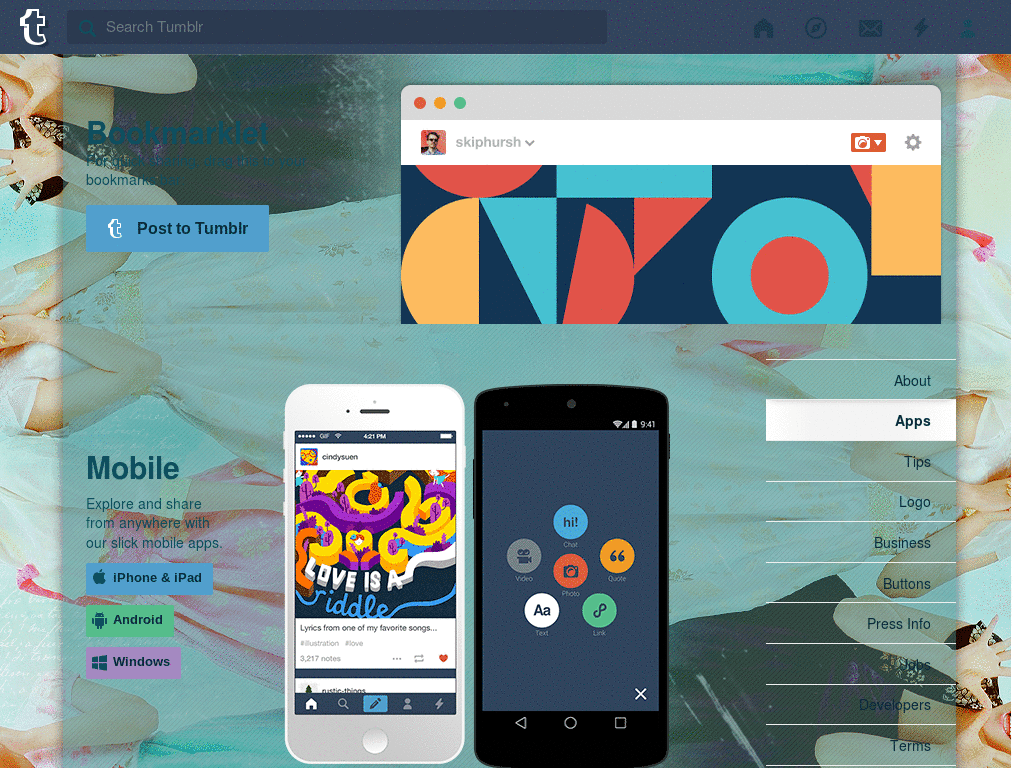 Search Tumblr
Bookmarklet
bookmark
Post to Tumblr
skiphursh
About
Apps
Tips
Logo
Business
Buttons
Press Info
Jobs
Developers
Terms
Mobile
Explore and share
from anywhere with
our slick mobile apps.
iPhone & iPad
Android
Windows
GIF 4:21 PM
cindysuen
LOVE IS A
riddle
Lyrics from one of my favorite songs...
#illustration #love
3,217 notes
rustic-things
9:41
hi!
Chat
Video
Quote
Photo
Aa
Text
Link